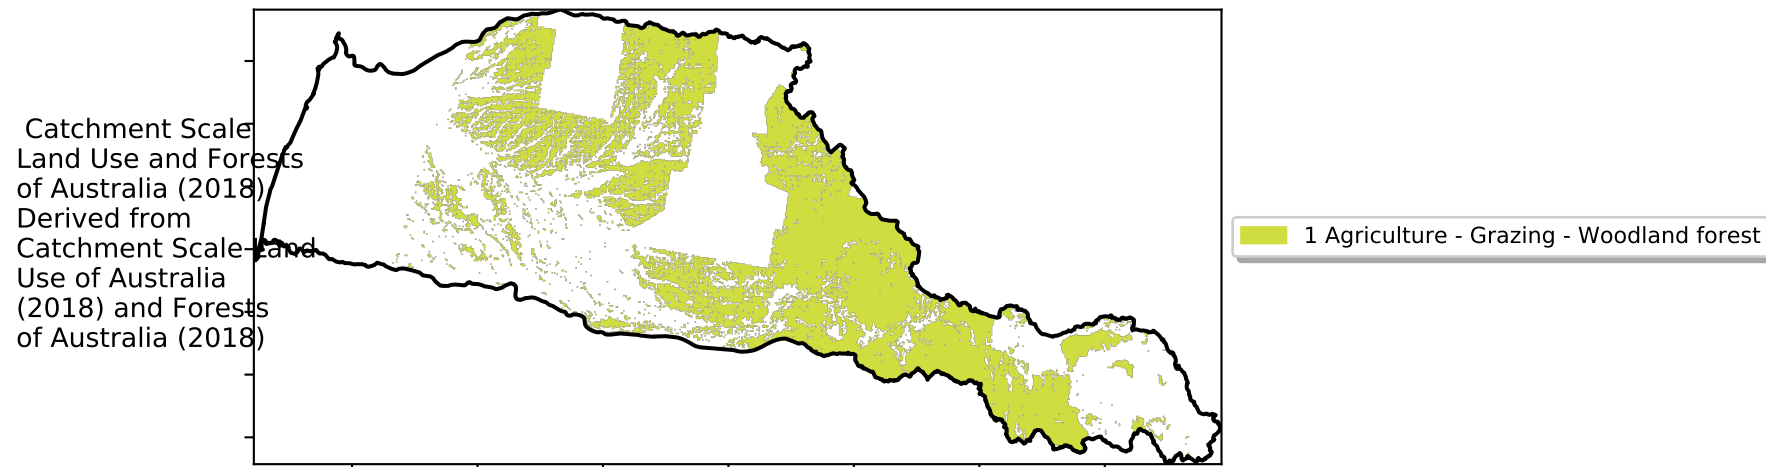 Catchment Scale
Land Use and Forests
of Australia (2018)
Derived from
Catchment Scale Land
Use of Australia
(2018) and Forests
of Australia (2018)
1 Agriculture - Grazing - Woodland forest